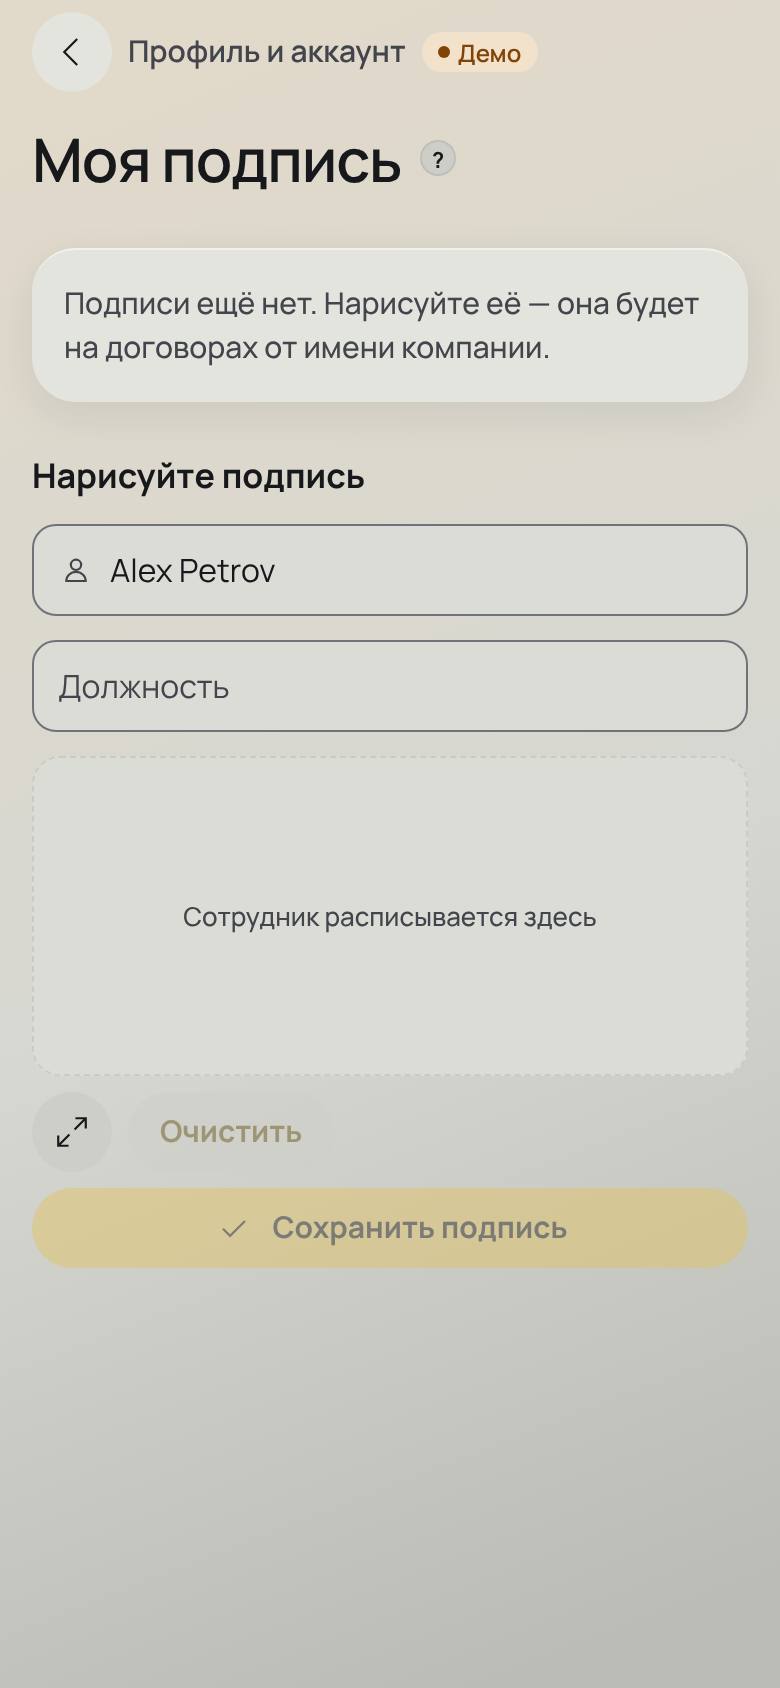 Профиль и аккаунт
Демо
Моя подпись
?
Подписи ещё нет. Нарисуйте её — она будет
на договорах от имени компании.
Нарисуйте подпись
Alex Petrov
Должность
Сотрудник расписывается здесь
Очистить
Сохранить подпись